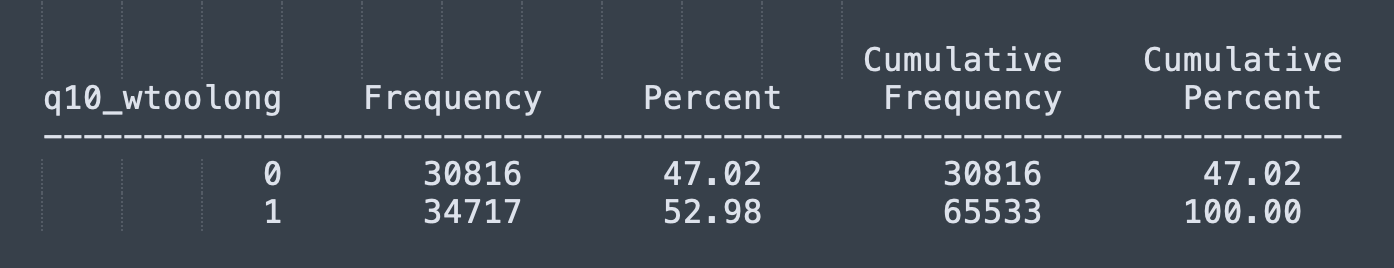 Cumulative Cumulative
q10_wtoolong Frequency Percent Frequency Percent
0 30816 47.02 30816 47.02
1 34717 52.98 65533 100.00